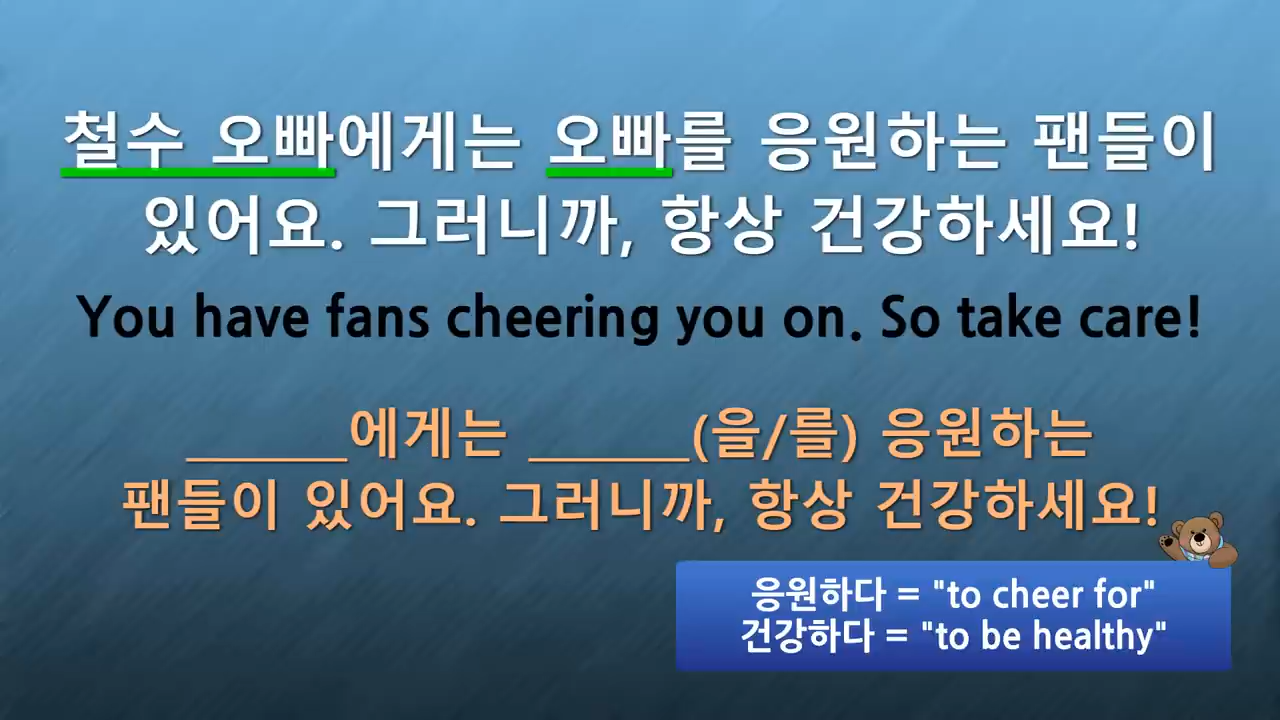 철수 오빠에게는 오빠를 응원하는 팬들이
있어요. 그러니까, 항상 건강하세요!
You have fans cheering you on. So take care!
______에게는 ______(을/를) 응원하는
팬들이 있어요. 그러니까, 항상 건강하세요!
응원하다 = "to cheer for"
건강하다 = "to be healthy"